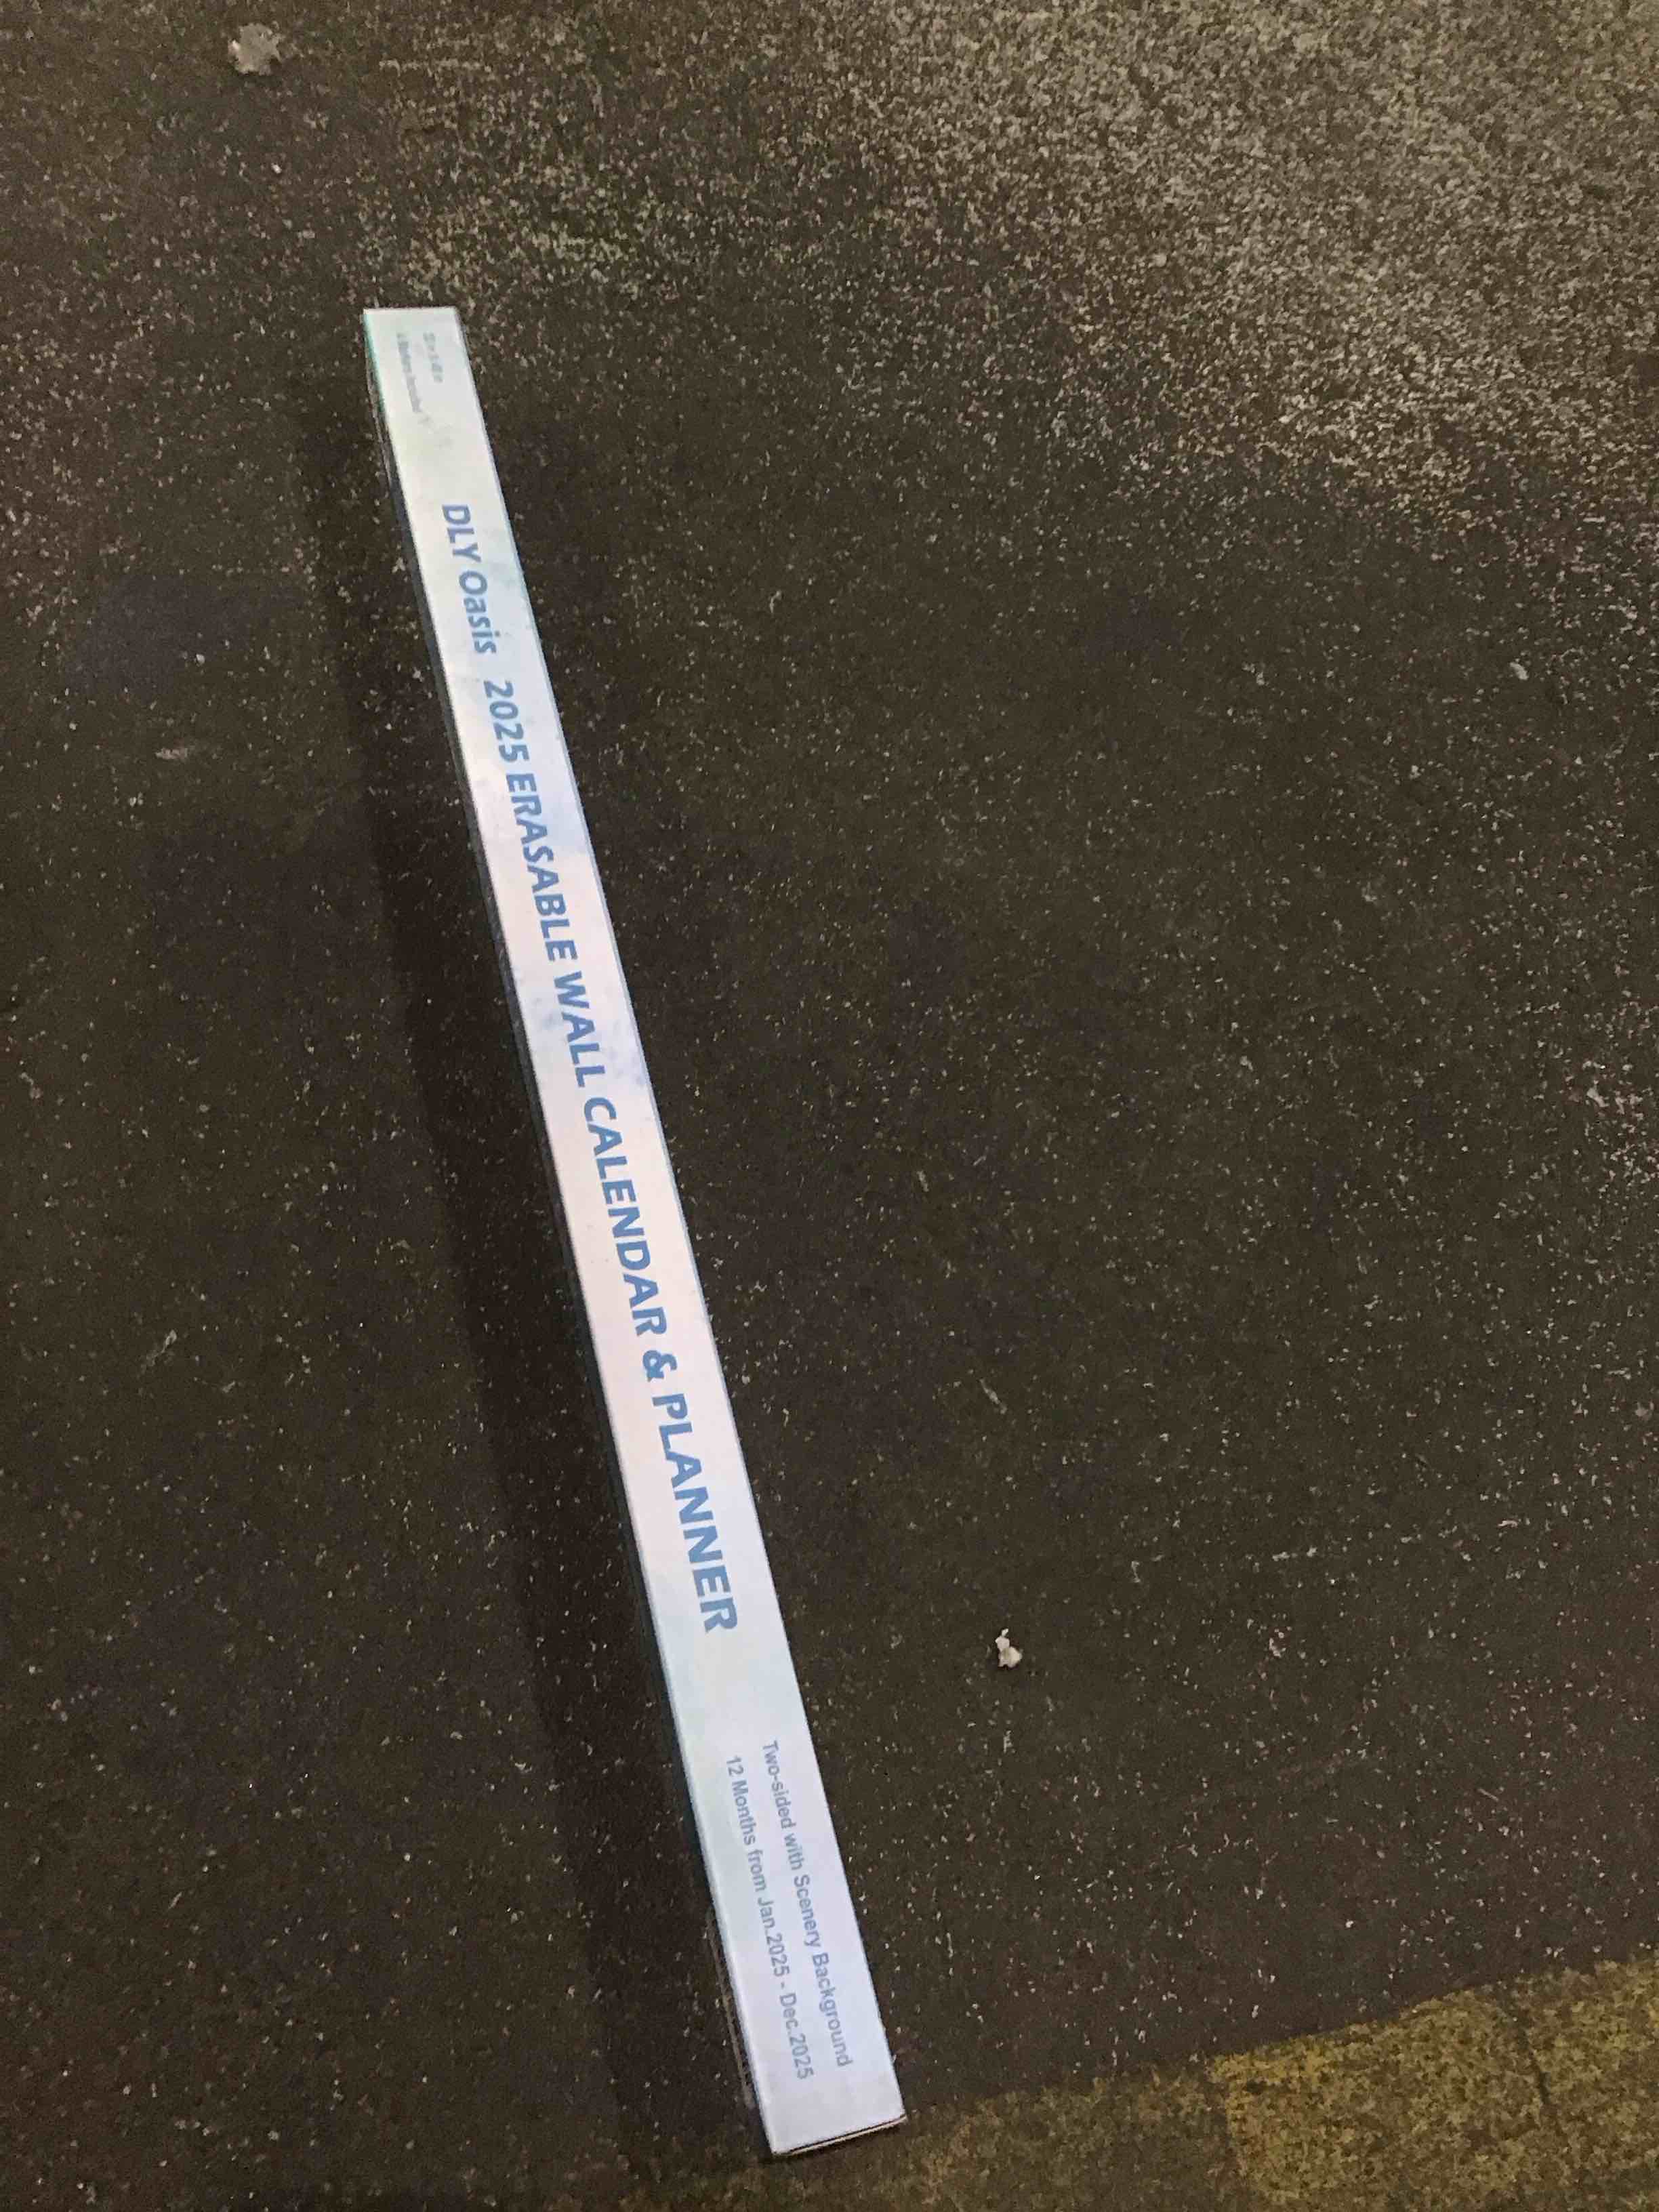 DLY Oasis 2025 ERASABLE WALL CALENDAR & PLANNER
Two-sided with Scenery Background
12 Months from Jan.2025 - Dec.2025